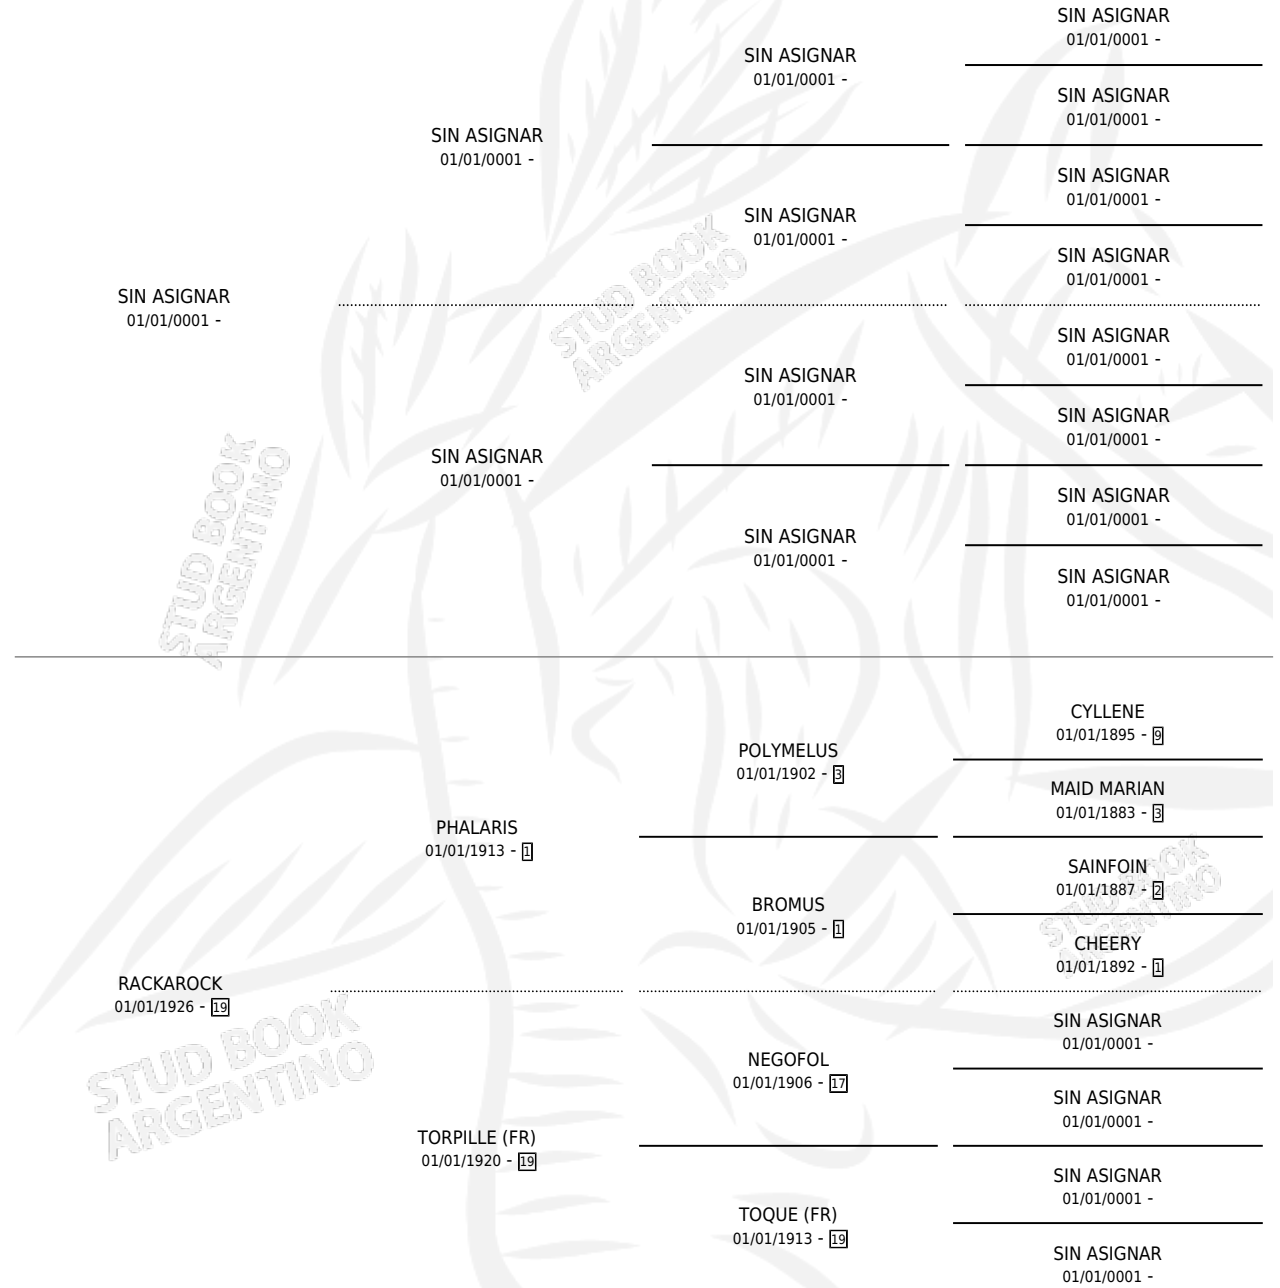 SIN ASIGNAR
01/01/0001 -
SIN ASIGNAR
01/01/0001 -
SIN ASIGNAR
01/01/0001 -
SIN ASIGNAR
01/01/0001 -
SIN ASIGNAR
01/01/0001 -
SIN ASIGNAR
01/01/0001 -
SIN ASIGNAR
01/01/0001 -
SIN ASIGNAR
01/01/0001 -
SIN ASIGNAR
01/01/0001 -
SIN ASIGNAR
01/01/0001 -
SIN ASIGNAR
01/01/0001 -
SIN ASIGNAR
01/01/0001 -
SIN ASIGNAR
01/01/0001 -
SIN ASIGNAR
01/01/0001 -
SIN ASIGNAR
01/01/0001 -
STUD BOOK
ARGENTINO
STUD BOOK
ARGENTINO
CYLLENE
01/01/1895 - 9
POLYMELUS
01/01/1902 - 3
MAID MARIAN
01/01/1883 - 3
PHALARIS
01/01/1913 - 1
SAINFOIN
01/01/1887 - 2
BROMUS
01/01/1905 - 1
CHEERY
01/01/1892 - 1
STUD BOOK
ARGENTINO
RACKAROCK
01/01/1926 - 19
SIN ASIGNAR
01/01/0001 -
NEGOFOL
01/01/1906 - 17
SIN ASIGNAR
01/01/0001 -
STUD BOOK
ARGENTINO
TORPILLE (FR)
01/01/1920 - 19
SIN ASIGNAR
01/01/0001 -
TOQUE (FR)
01/01/1913 - 19
SIN ASIGNAR
01/01/0001 -